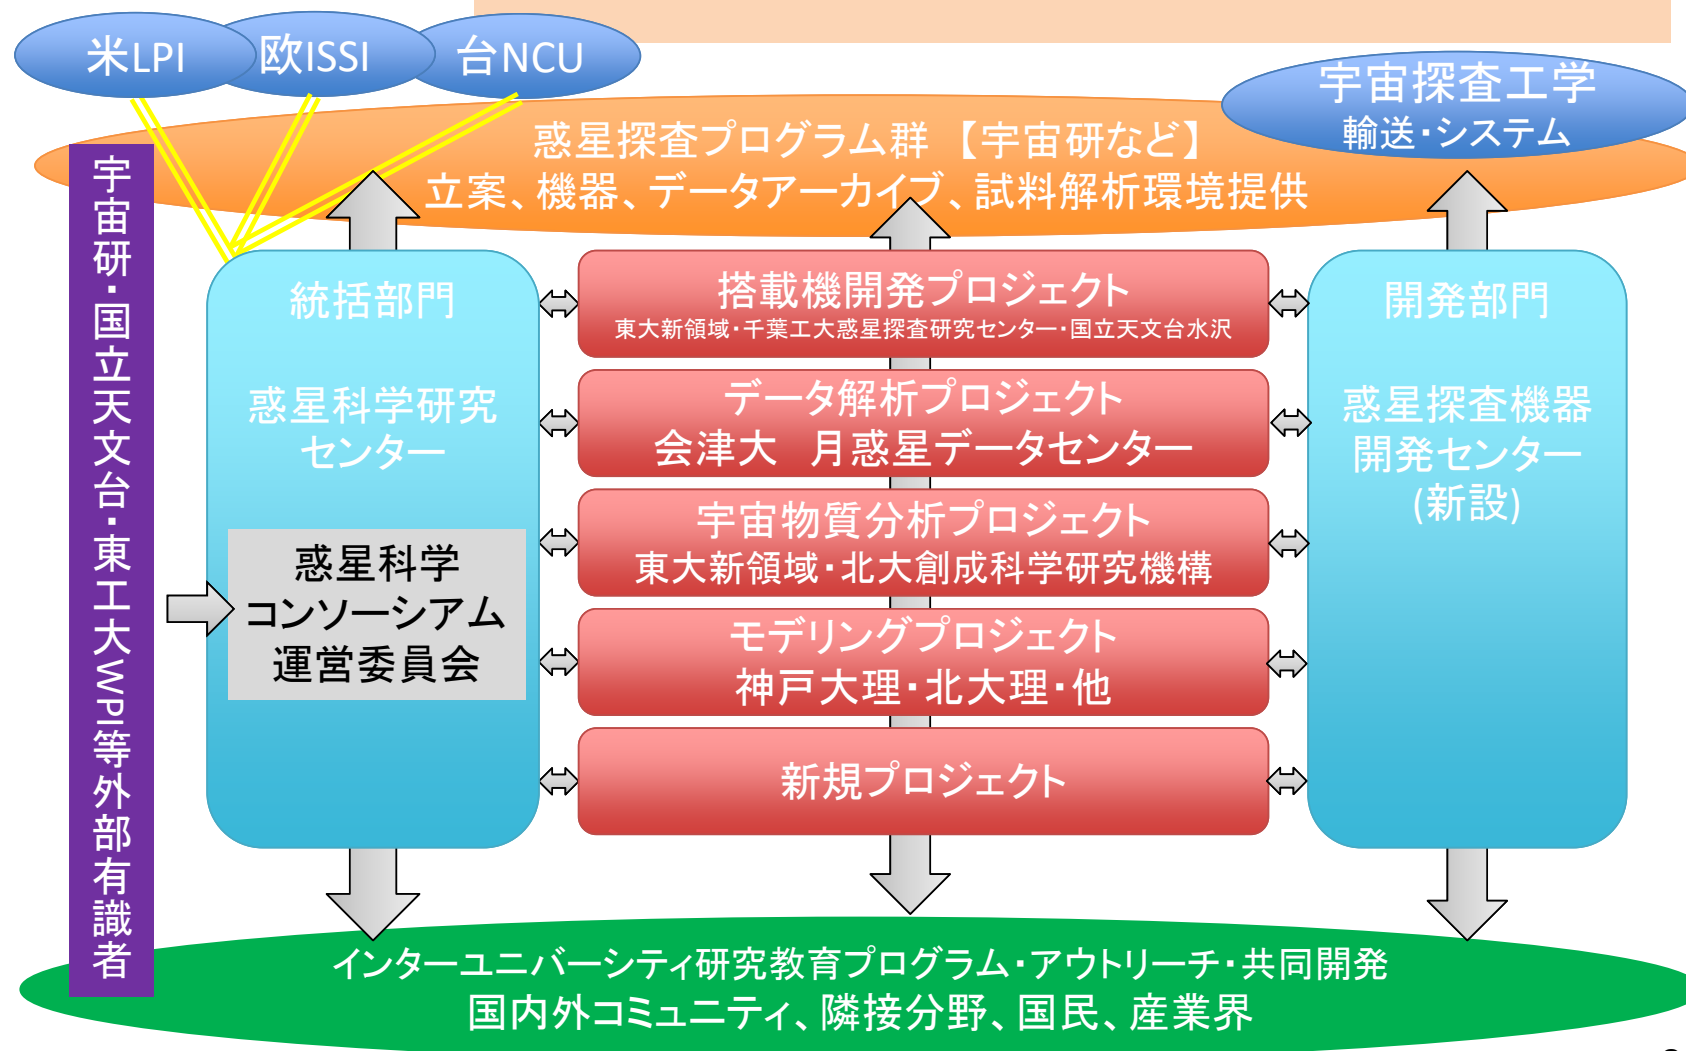 米LPI
欧ISSI
台NCU
宇宙探査工学
輸送・システム
惑星探査プログラム群 【宇宙研など】
立案、機器、データアーカイブ、試料解析環境提供
宇宙研・国立天文台・東工大WPI等外部有識者
統括部門
惑星科学研究
センター
惑星科学
コンソーシアム
運営委員会
搭載機開発プロジェクト
東大新領域・千葉工大惑星探査研究センター・国立天文台水沢
データ解析プロジェクト
会津大 月惑星データセンター
宇宙物質分析プロジェクト
東大新領域・北大創成科学研究機構
モデリングプロジェクト
神戸大理・北大理・他
新規プロジェクト
開発部門
惑星探査機器
開発センター
(新設)
インターユニバーシティ研究教育プログラム・アウトリーチ・共同開発
国内外コミュニティ、隣接分野、国民、産業界